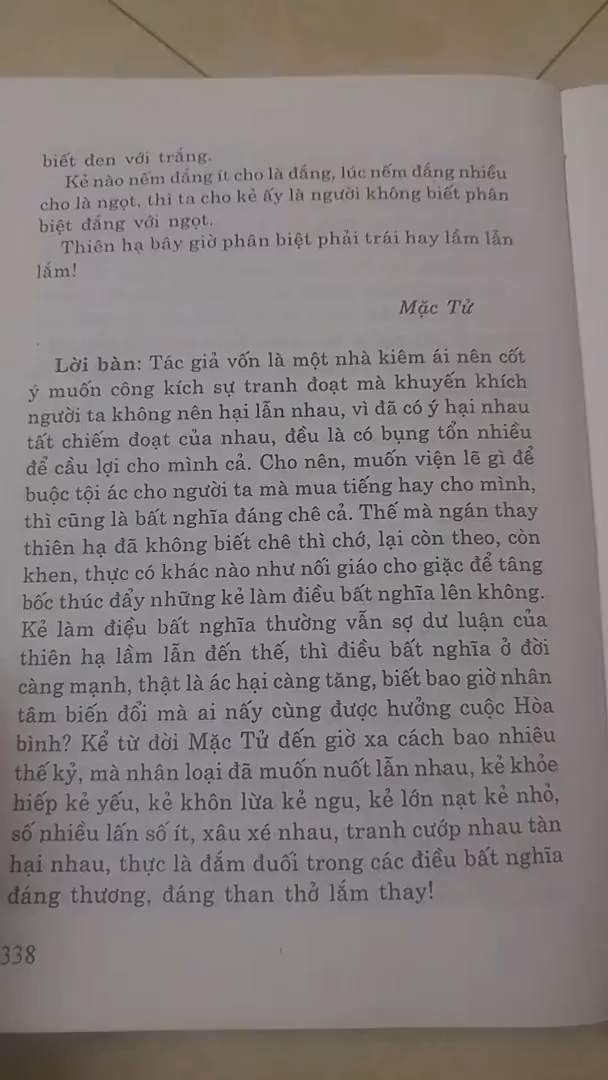 biết đen với trắng.
Kẻ nào nếm đắng ít cho là đắng, lúc nếm đắng nhiều
cho là ngọt, thì ta cho kẻ ấy là người không biết phân
biệt đắng với ngọt.
Thiên hạ bây giờ phân biệt phải trái hay lầm lẫn
lắm!
Mặc Tử
Lời bàn: Tác giả vốn là một nhà kiêm ái nên cốt
ý muốn công kích sự tranh đoạt mà khuyến khích
người ta không nên hại lẫn nhau, vì đã có ý hại nhau
tất chiếm đoạt của nhau, đều là có bụng tổn nhiều
để cầu lợi cho mình cả. Cho nên, muốn viện lẽ gì để
buộc tội ác cho người ta mà mua tiếng hay cho mình,
thì cũng là bất nghĩa đáng chê cả. Thế mà ngán thay
thiên hạ đã không biết chê thì chớ, lại còn theo, còn
khen, thực có khác nào như nối giáo cho giặc để tâng
bốc thúc đẩy những kẻ làm điều bất nghĩa lên không.
Kẻ làm điều bất nghĩa thường vẫn sợ dư luận của
thiên hạ lầm lẫn đến thế, thì điều bất nghĩa ở đời
càng mạnh, thật là ác hại càng tăng, biết bao giờ nhân
tâm biến đổi mà ai nấy cùng được hưởng cuộc Hòa
bình? Kể từ đời Mặc Tử đến giờ xa cách bao nhiêu
thế kỷ, mà nhân loại đã muốn nuốt lẫn nhau, kẻ khỏe
hiếp kẻ yếu, kẻ khôn lừa kẻ ngu, kẻ lớn nạt kẻ nhỏ,
số nhiều lấn số ít, xâu xé nhau, tranh cướp nhau tàn
hại nhau, thực là đắm đuối trong các điều bất nghĩa
đáng thương, đáng than thở lắm thay!
338